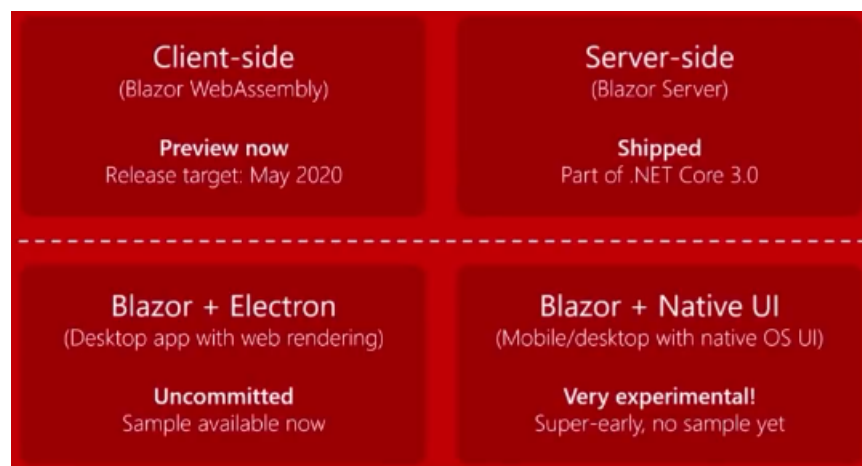 Client-side
(Blazor WebAssembly)
Preview now
Release target: May 2020
Server-side
(Blazor Server)
Shipped
Part of .NET Core 3.0
Blazor + Electron
(Desktop app with web rendering)
Uncommitted
Sample available now
Blazor + Native UI
(Mobile/desktop with native OS UI)
Very experimental!
Super-early, no sample yet